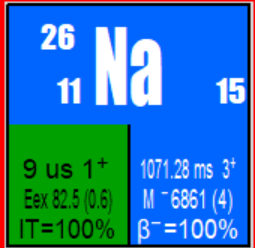 26
Na
11 15
9 us 1+
Eex 82.5 (0.6)
IT=100%
1071.28 ms 3+
M -6861 (4)
β-=100%